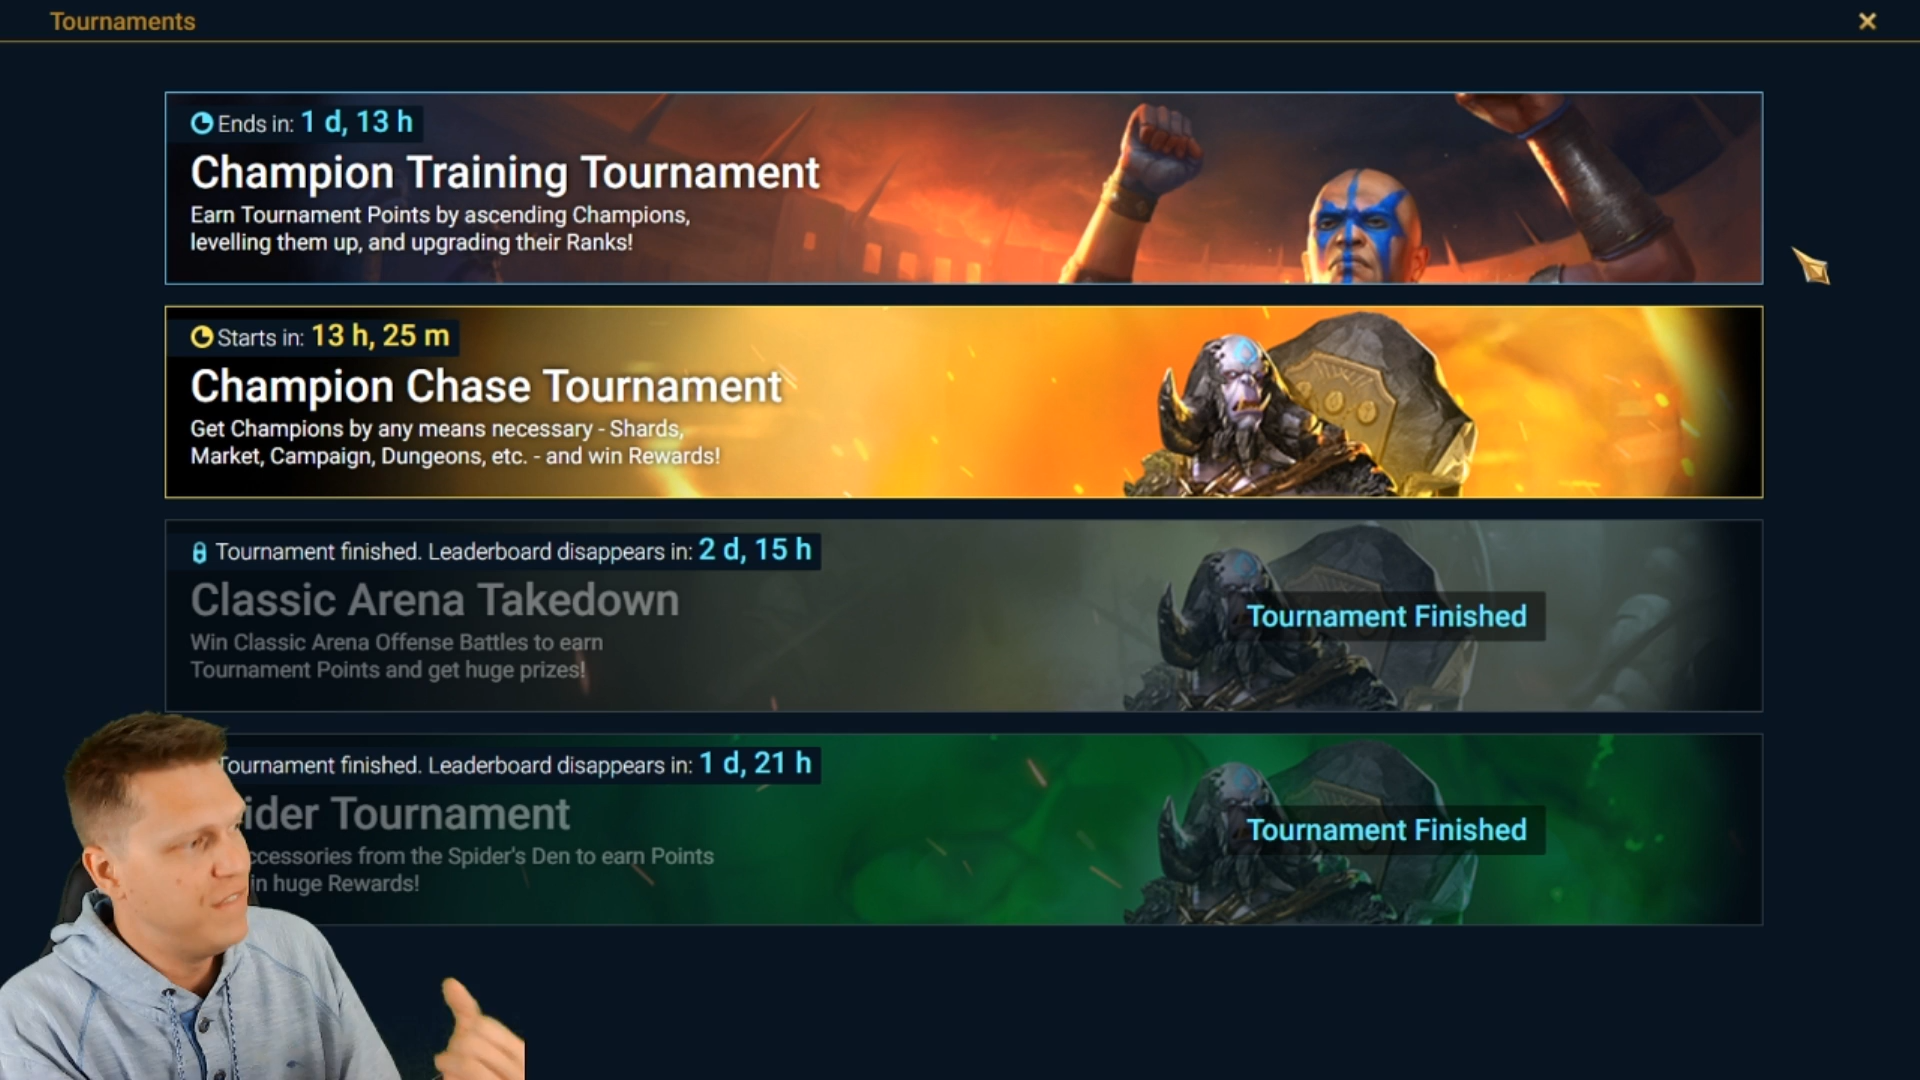 Tournaments
Ends in: 1 d, 13 h
Champion Training Tournament
Earn Tournament Points by ascending Champions,
levelling them up, and upgrading their Ranks!
Starts in: 13 h, 25 m
Champion Chase Tournament
Get Champions by any means necessary - Shards,
Market, Campaign, Dungeons, etc. - and win Rewards!
Tournament finished. Leaderboard disappears in: 2 d, 15 h
Classic Arena Takedown
Win Classic Arena Offense Battles to earn
Tournament Points and get huge prizes!
Tournament Finished
Tournament finished. Leaderboard disappears in: 1 d, 21 h
ider Tournament
ccessories from the Spider's Den to earn Points
in huge Rewards!
Tournament Finished